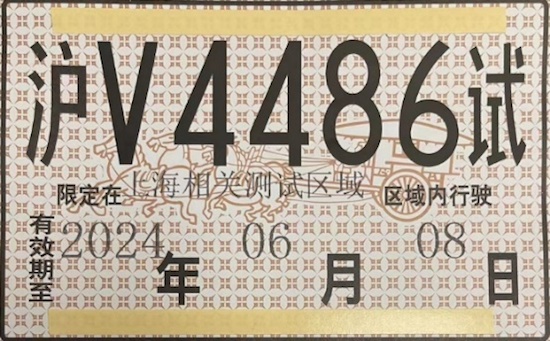 沪V4486试
限定在上海相关测试区域 区域内行驶
有效期至 2024年06月08日